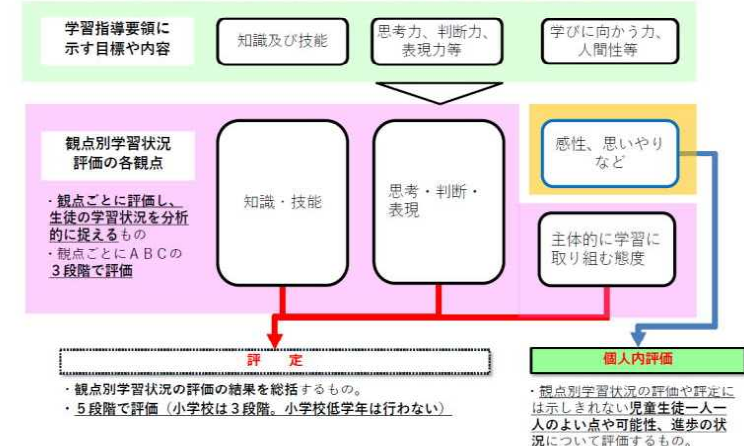 学習指導要領に
示す目標や内容
知識及び技能
思考力、判断力、
表現力等
学びに向かう力、
人間性等
観点別学習状況
評価の各観点
・観点ごとに評価し、
生徒の学習状況を分析
的に捉えるもの
・観点ごとにＡＢＣの
３段階で評価
知識・技能
思考・判断・
表現
感性、思いやり
など
主体的に学習に
取り組む態度
評　定
・観点別学習状況の評価の結果を総括するもの。
・５段階で評価（小学校は３段階。小学校低学年は行わない）
個人内評価
・観点別学習状況の評価や評定に
は示しきれない児童生徒一人一
人のよい点や可能性、進歩の状
況について評価するもの。